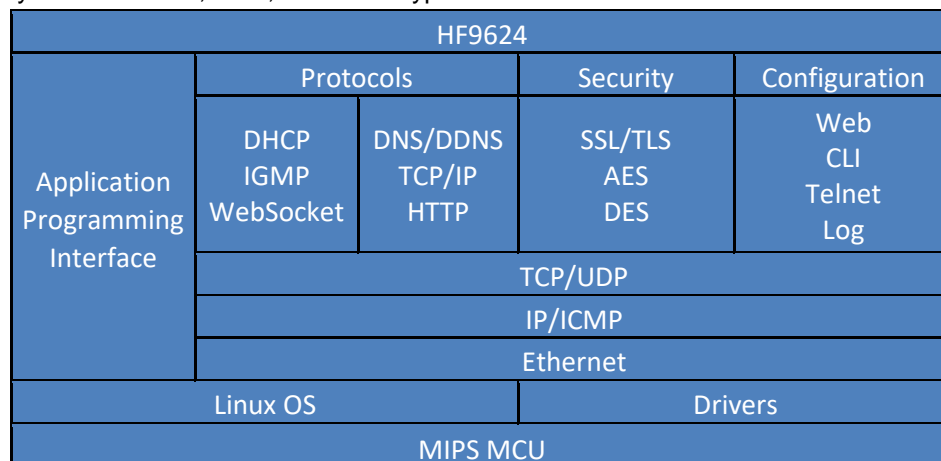 HF9624
Application
Programming
Interface
Protocols
Security
Configuration
DHCP
IGMP
WebSocket
DNS/DDNS
TCP/IP
HTTP
SSL/TLS
AES
DES
Web
CLI
Telnet
Log
TCP/UDP
IP/ICMP
Ethernet
Linux OS
Drivers
MIPS MCU